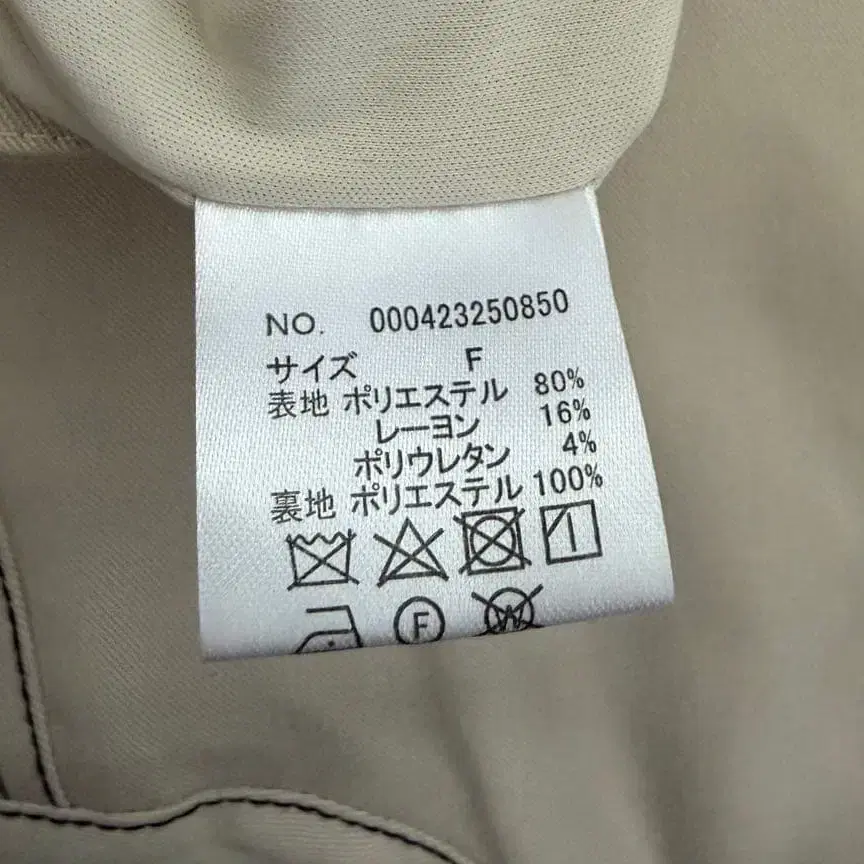 NO. 000423250850
サイズ F
表地 ポリエステル 80%
レーヨン 16%
ポリウレタン 4%
裏地 ポリエステル 100%
F
W